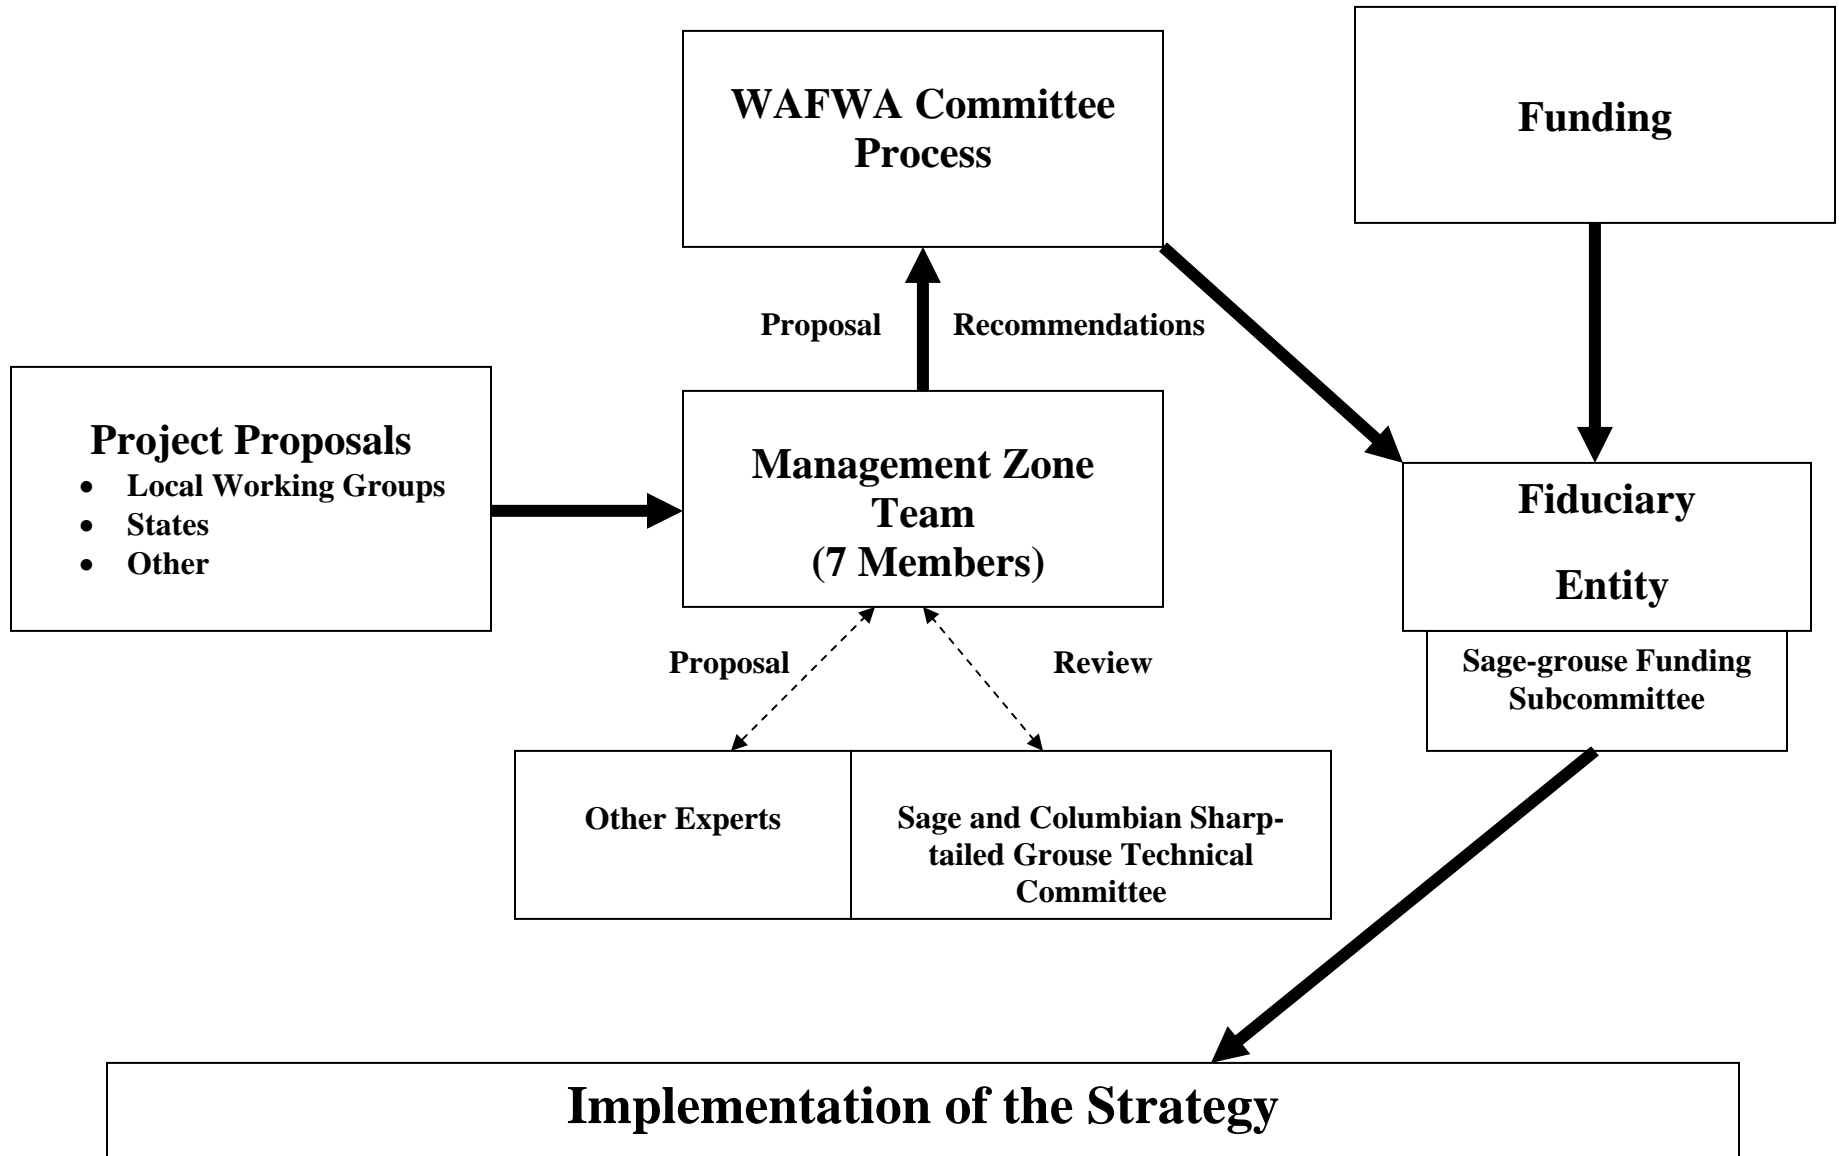 WAFWA Committee
Process
Funding
Proposal Recommendations
Project Proposals
• Local Working Groups
• States
• Other
Management Zone
Team
(7 Members)
Fiduciary
Entity
Sage-grouse Funding
Subcommittee
Proposal Review
Other Experts
Sage and Columbian Sharp-
tailed Grouse Technical
Committee
Implementation of the Strategy